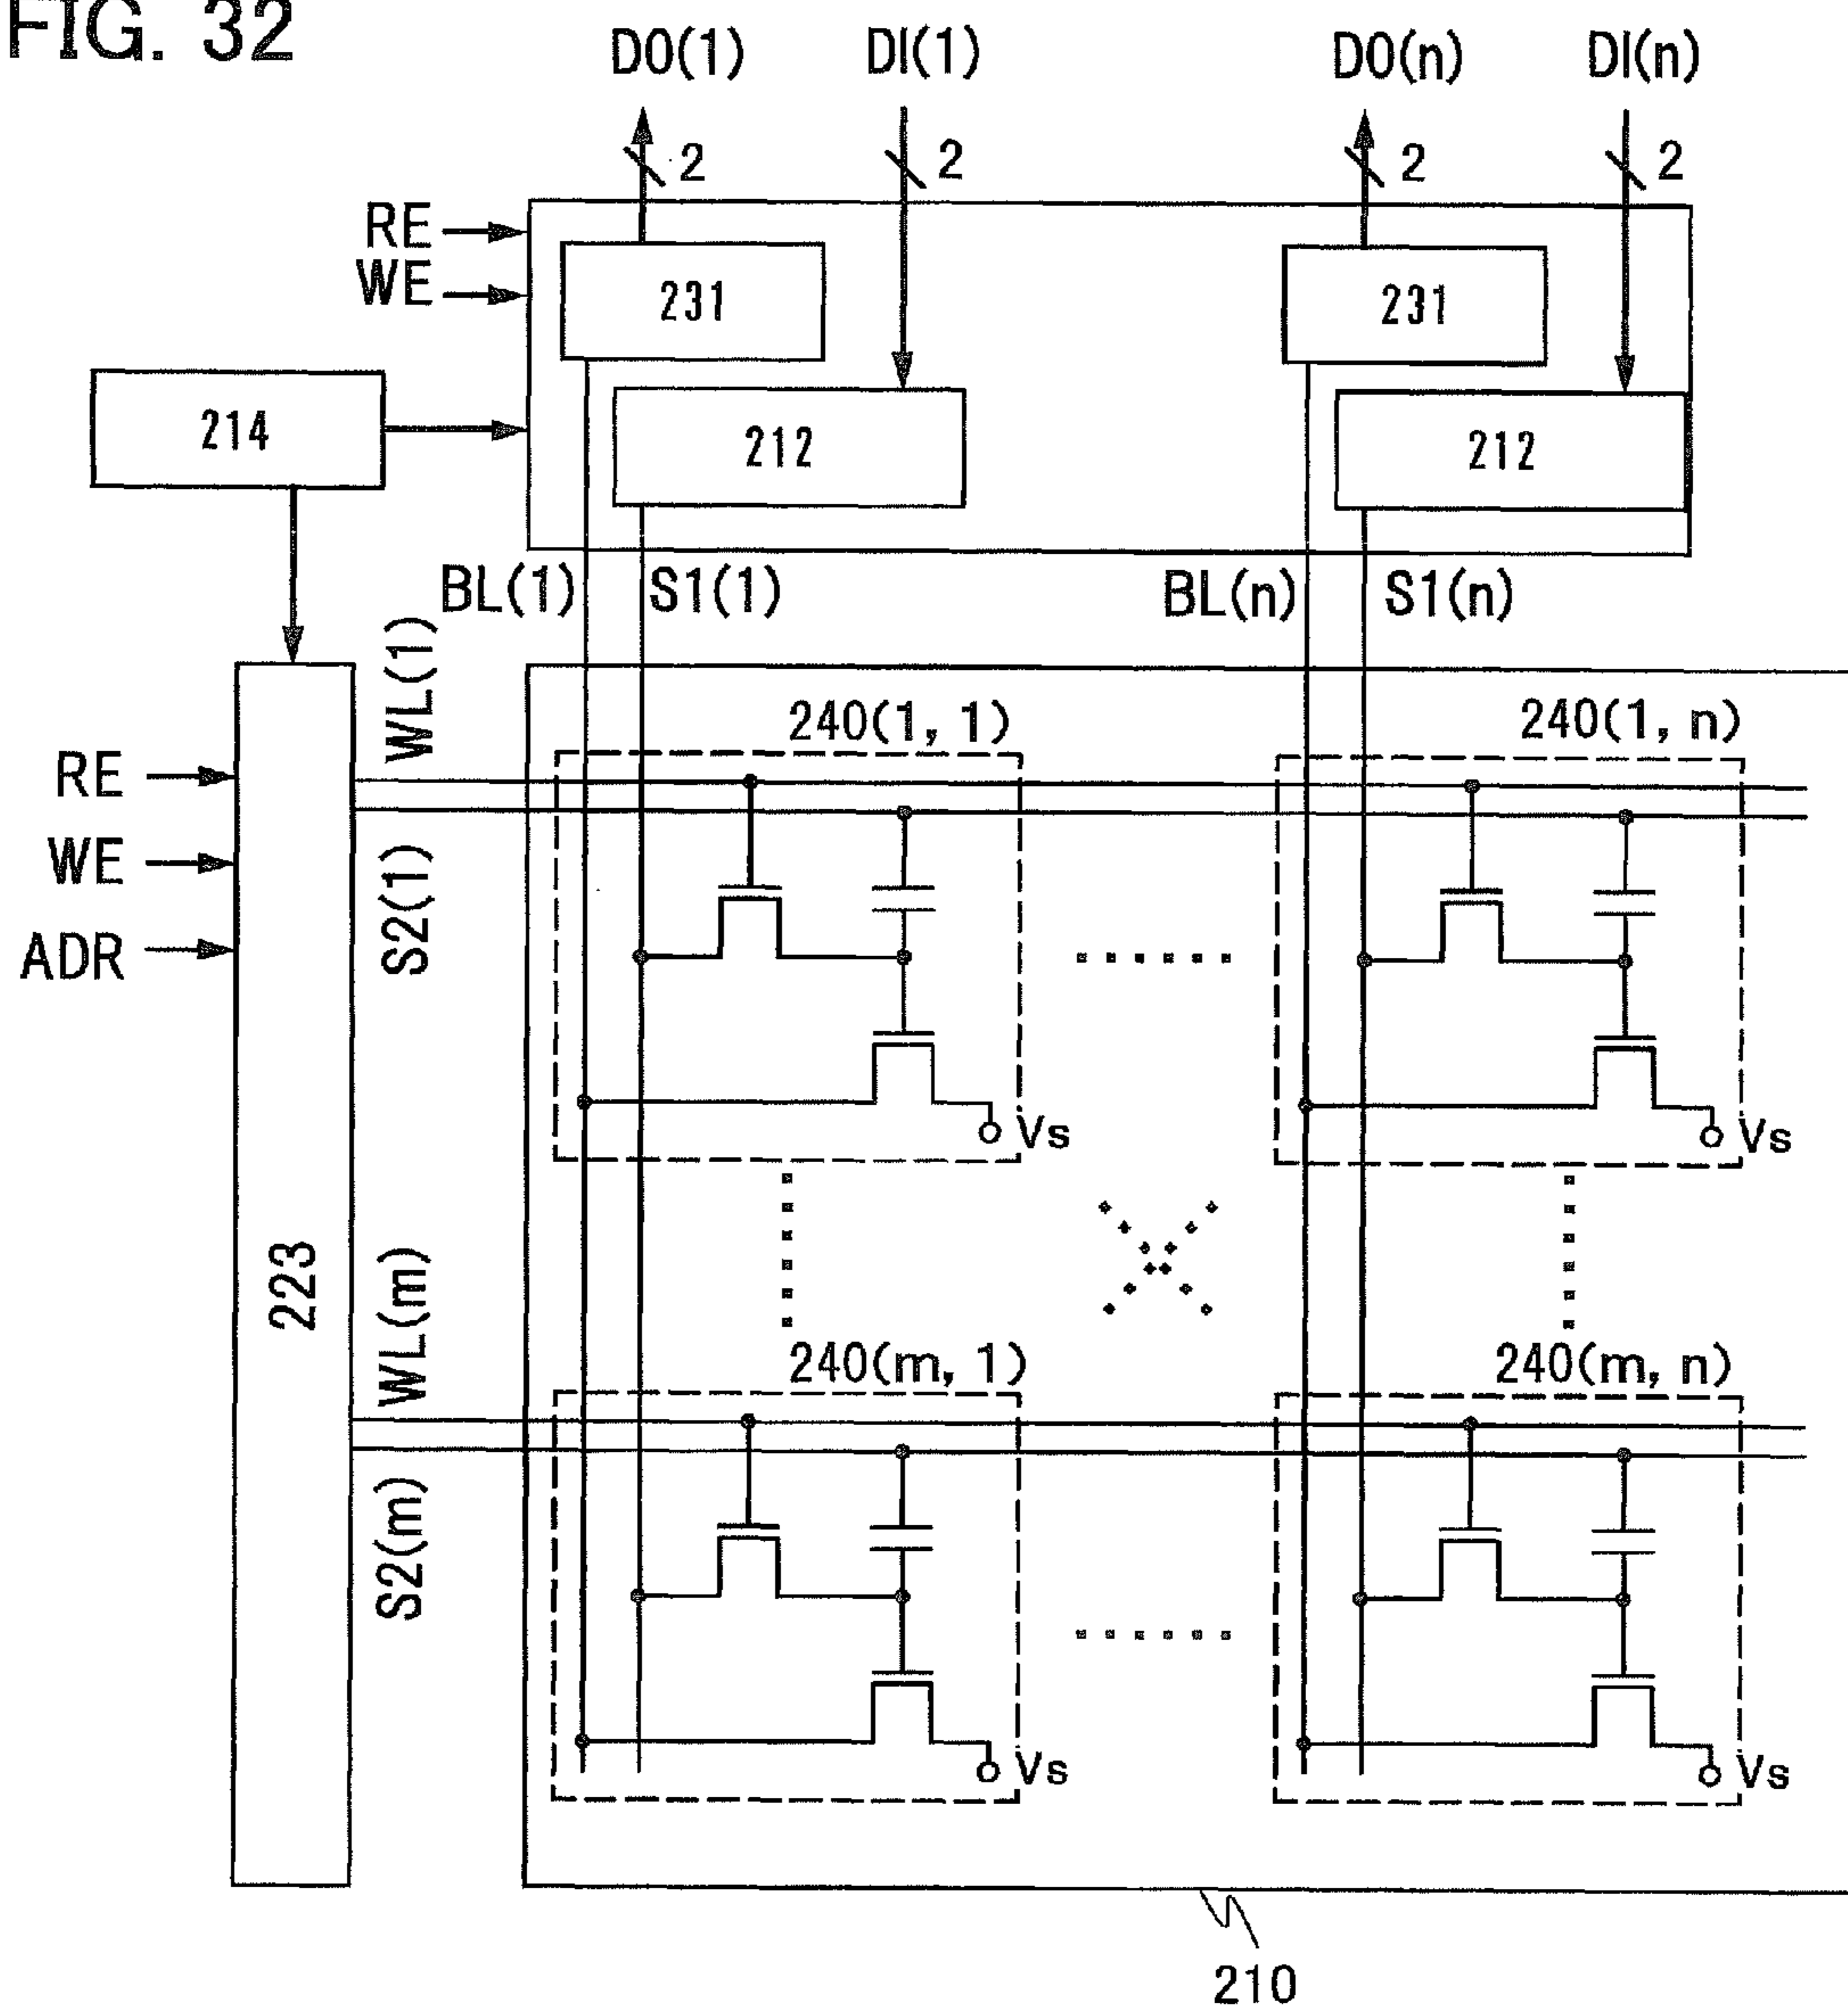 FIG. 32
D0(1) DI(1) D0(n) DI(n)
2 2 2 2
RE
WE
231 231
214
212 212
BL(1) S1(1) BL(n) S1(n)
WL(1)
240(1, 1) 240(1, n)
RE
WE
S2(1)
ADR
Vs Vs
223
WL(m)
240(m, 1) 240(m, n)
S2(m)
Vs Vs
210